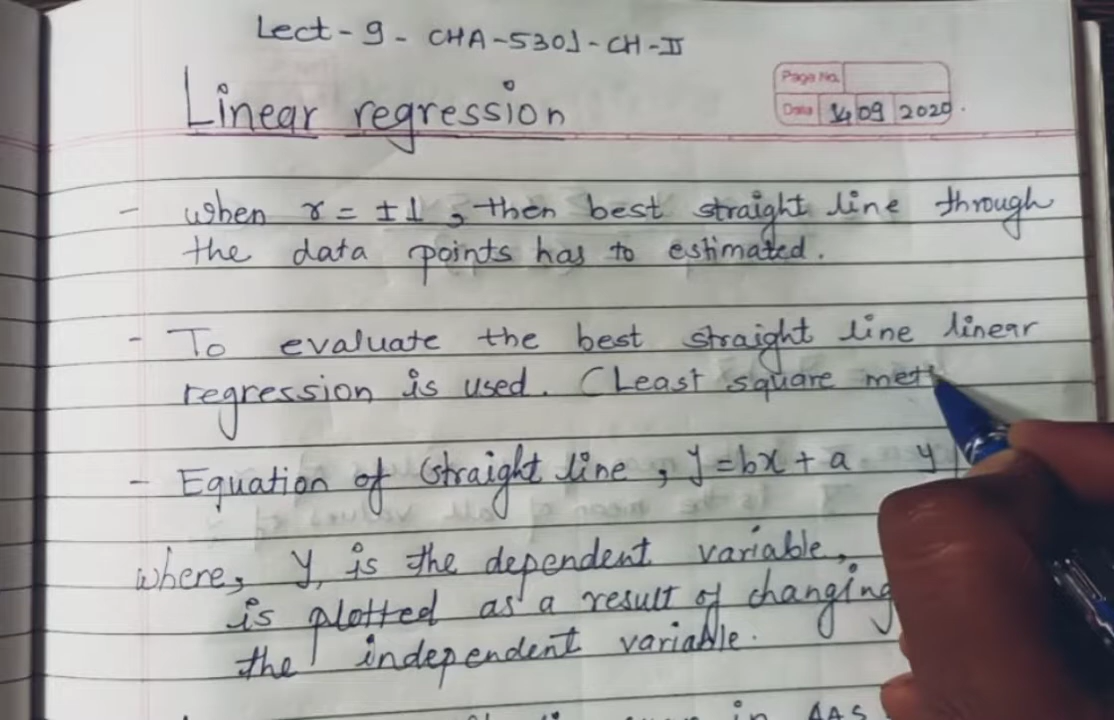 Lect - 9 - CHA-5301-CH-II
Linear regression
Page No.
Date 14 09 2020.
- when r = ±1, then best straight line through
the data points has to estimated.
- To evaluate the best straight line linear
regression is used. (Least square
- Equation of straight line, y = bx + a y
where, Y, is the dependent variable,
is plotted as a result of changing
the independent variable.
in AAS